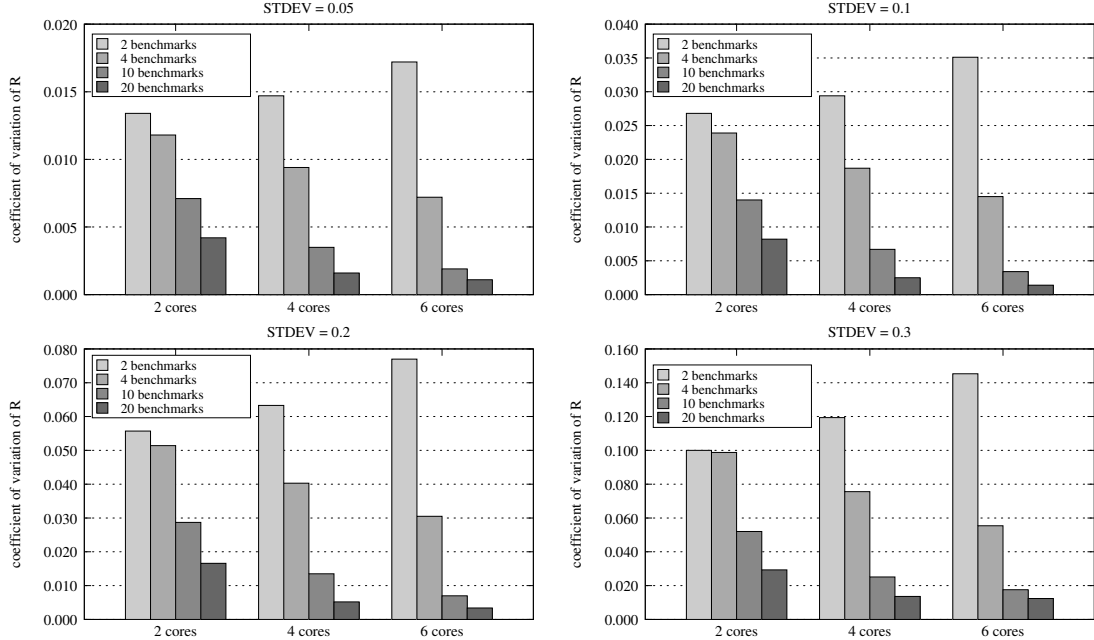 STDEV = 0.05
0.020
0.015
0.010
0.005
0.000
coefficient of variation of R
2 benchmarks
4 benchmarks
10 benchmarks
20 benchmarks
2 cores
4 cores
6 cores
STDEV = 0.1
0.040
0.035
0.030
0.025
0.020
0.015
0.010
0.005
0.000
coefficient of variation of R
2 benchmarks
4 benchmarks
10 benchmarks
20 benchmarks
2 cores
4 cores
6 cores
STDEV = 0.2
0.080
0.070
0.060
0.050
0.040
0.030
0.020
0.010
0.000
coefficient of variation of R
2 benchmarks
4 benchmarks
10 benchmarks
20 benchmarks
2 cores
4 cores
6 cores
STDEV = 0.3
0.160
0.140
0.120
0.100
0.080
0.060
0.040
0.020
0.000
coefficient of variation of R
2 benchmarks
4 benchmarks
10 benchmarks
20 benchmarks
2 cores
4 cores
6 cores